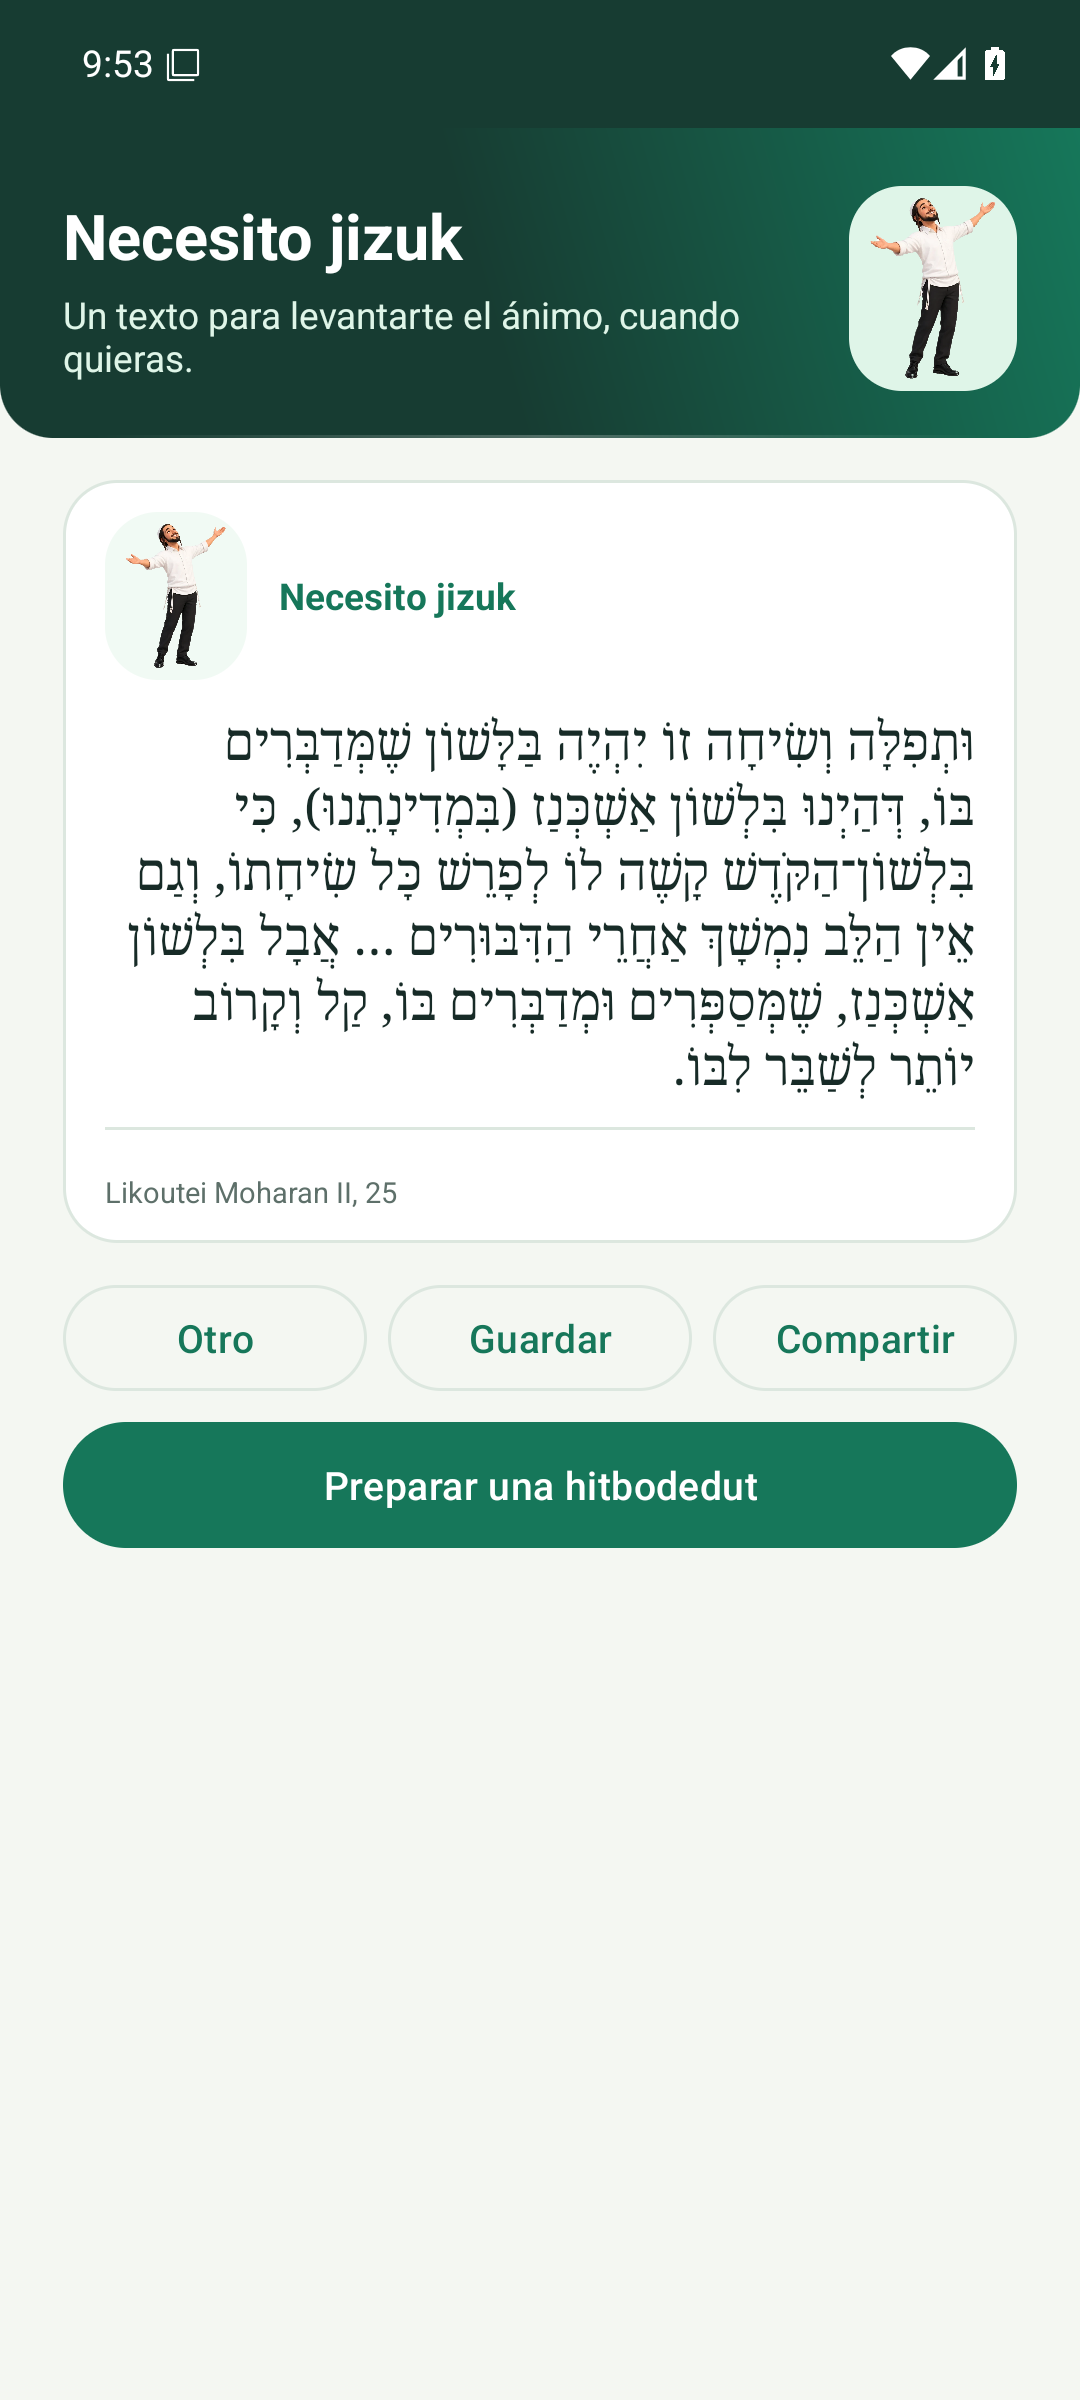 9:53
Necesito jizuk
Un texto para levantarte el ánimo, cuando
quieras.
Necesito jizuk
וּתְפִלָּה וְשִׂיחָה זוֹ יִהְיֶה בַּלָּשׁוֹן שֶׁמְּדַבְּרִים
בּוֹ, דְּהַיְנוּ בִּלְשׁוֹן אַשְׁכְּנַז (בִּמְדִינָתֵנוּ), כִּי
בִּלְשׁוֹן־הַקֹּדֶשׁ קָשֶׁה לוֹ לְפָרֵשׁ כָּל שִׂיחָתוֹ, וְגַם
אֵין הַלֵּב נִמְשָׁךְ אַחֲרֵי הַדִּבּוּרִים ... אֲבָל בִּלְשׁוֹן
אַשְׁכְּנַז, שֶׁמְּסַפְּרִים וּמְדַבְּרִים בּוֹ, קַל וְקָרוֹב
יוֹתֵר לְשַׁבֵּר לִבּוֹ.
Likoutei Moharan II, 25
Otro
Guardar
Compartir
Preparar una hitbodedut